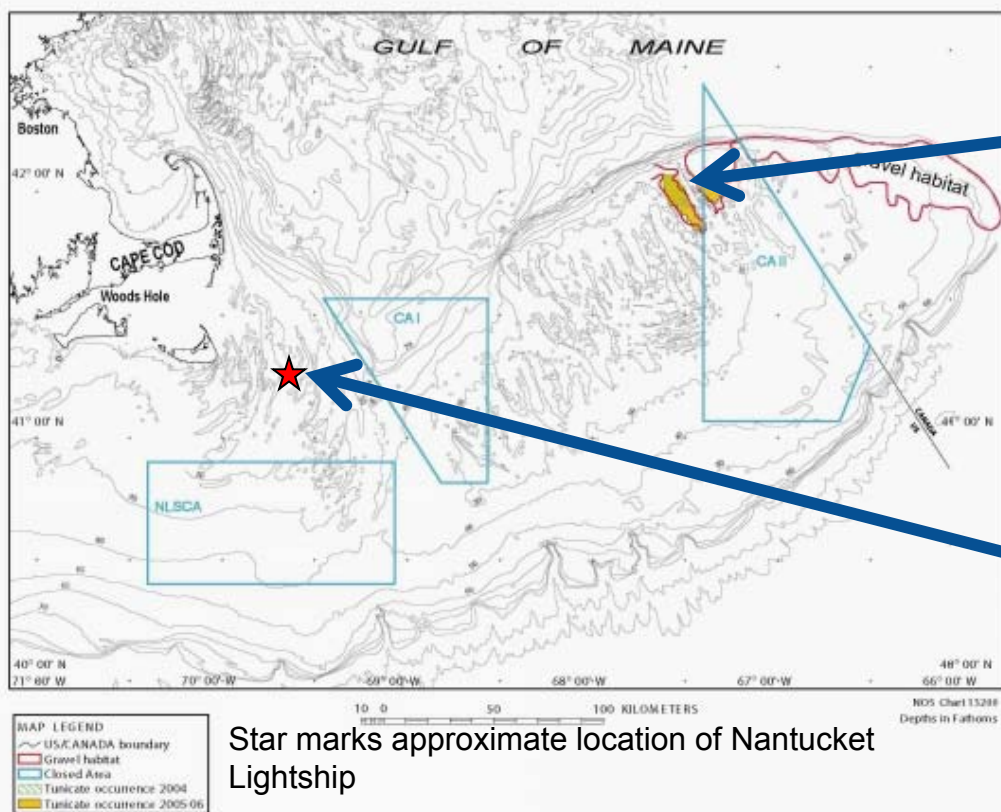 GULF OF MAINE
Boston
42° 00' N
Gravel habitat
CAPE COD
Woods Hole
CA I
CA II
41° 00' N
41° 00' N
CANADA
US
NLSCA
40° 00' N
40° 00' N
71° 00' W
70° 00' W
69° 00' W
68° 00' W
67° 00' W
66° 00' W
NOS Chart 13200
Depths in Fathoms
10 0 50 100 KILOMETERS
MAP LEGEND
USA/CANADA boundary
Gravel habitat
Closed Area
Tunicate occurrence 2004
Tunicate occurrence 2005-06
Star marks approximate location of Nantucket
Lightship